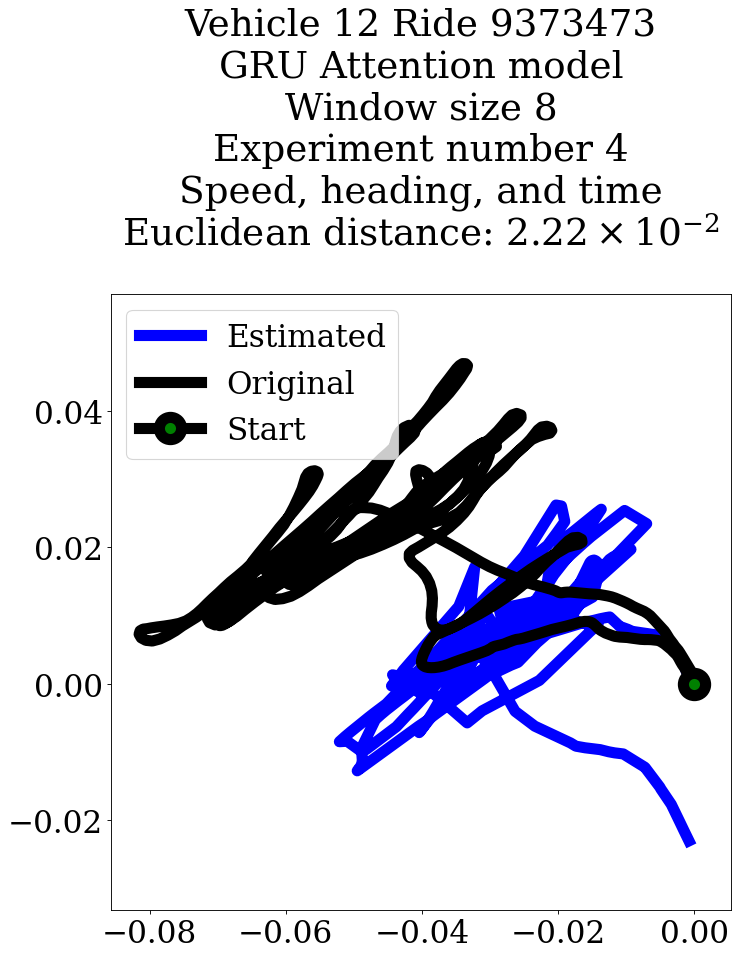 Vehicle 12 Ride 9373473
GRU Attention model
Window size 8
Experiment number 4
Speed, heading, and time
Euclidean distance: 2.22 × 10⁻²
Estimated
Original
Start
0.04
0.02
0.00
−0.02
−0.08 −0.06 −0.04 −0.02 0.00